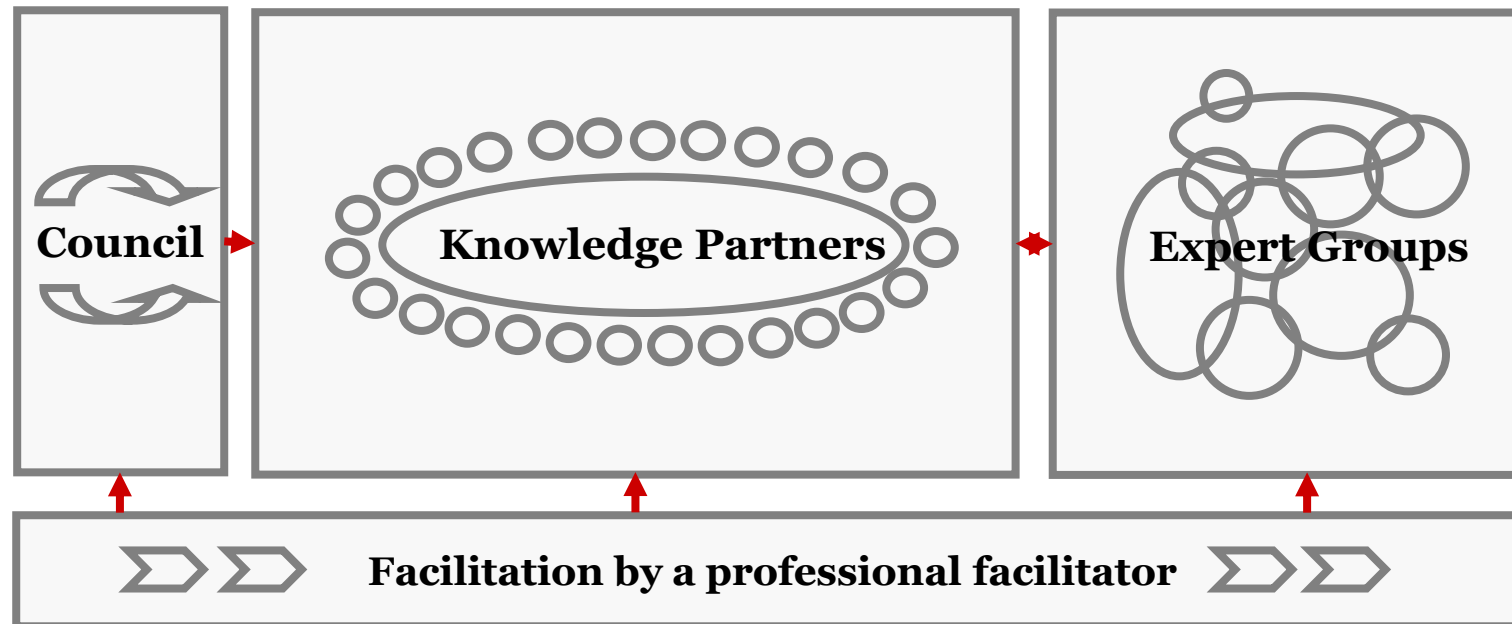 Council
Knowledge Partners
Expert Groups
Facilitation by a professional facilitator